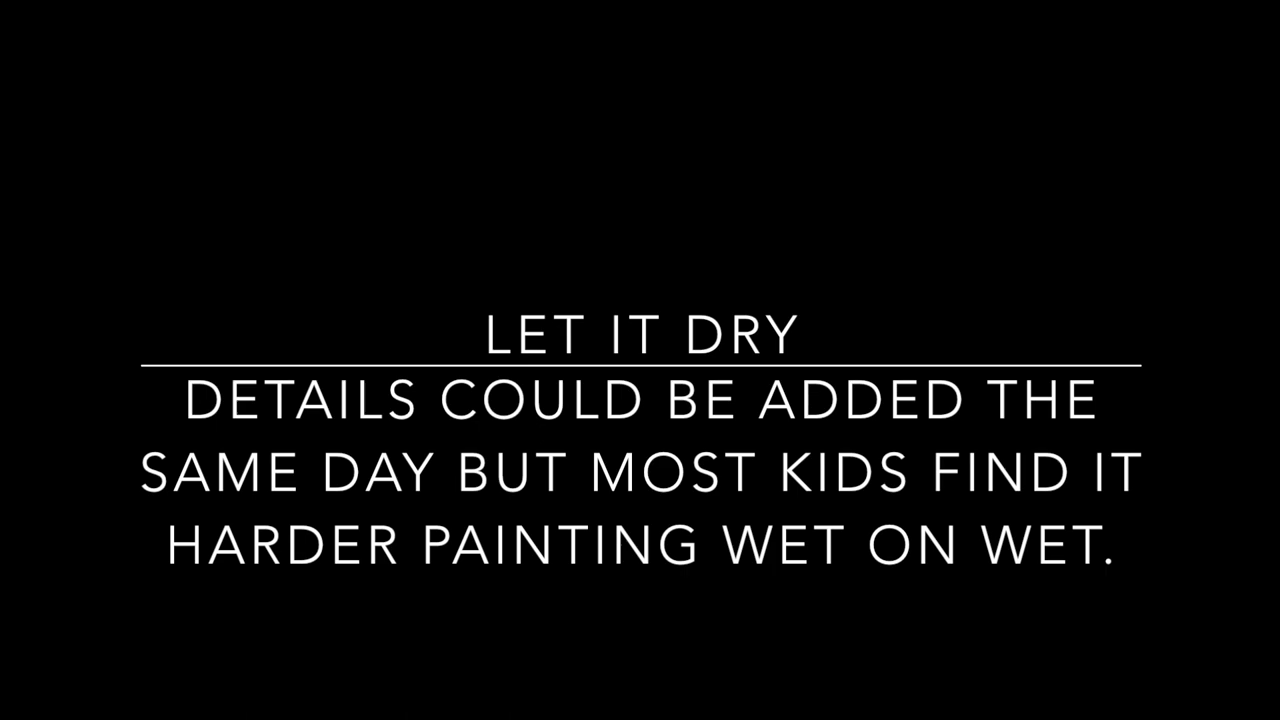 LET IT DRY
DETAILS COULD BE ADDED THE
SAME DAY BUT MOST KIDS FIND IT
HARDER PAINTING WET ON WET.